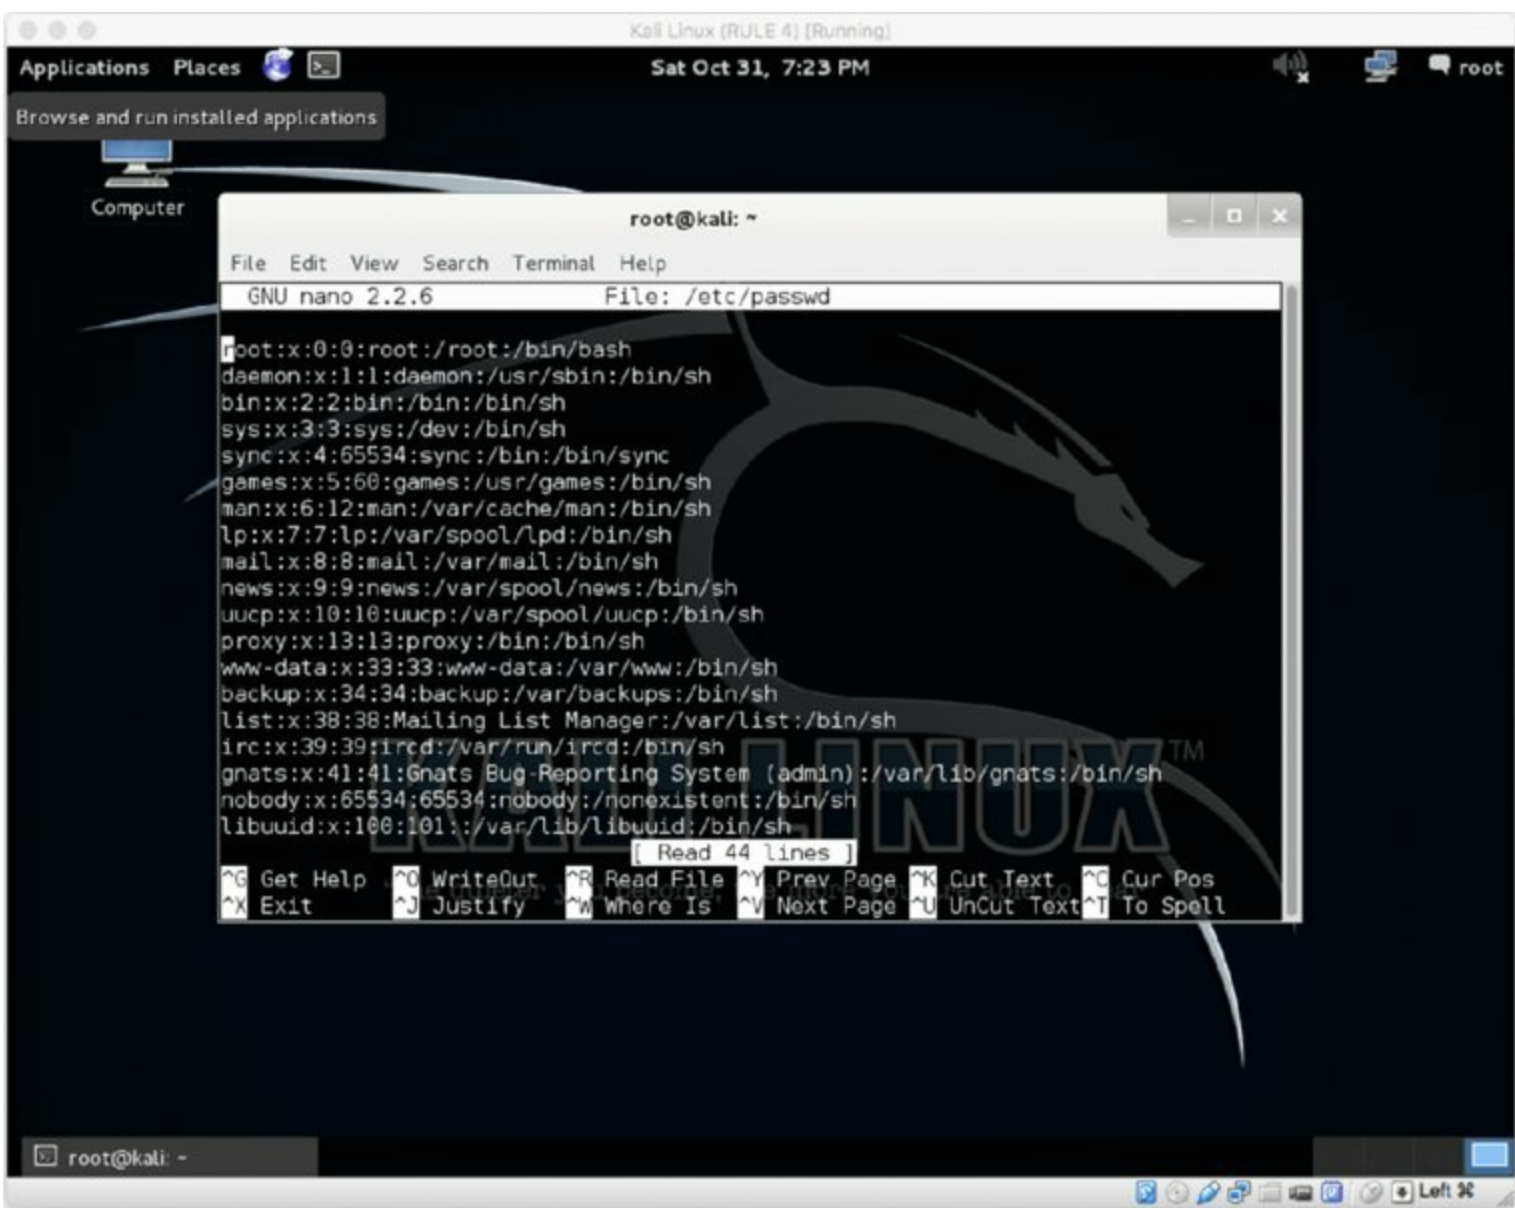 Kali Linux (RULE 4) [Running]
Applications Places Sat Oct 31, 7:23 PM root
Browse and run installed applications
Computer
root@kali: ~
File Edit View Search Terminal Help
GNU nano 2.2.6 File: /etc/passwd
root:x:0:0:root:/root:/bin/bash
daemon:x:1:1:daemon:/usr/sbin:/bin/sh
bin:x:2:2:bin:/bin:/bin/sh
sys:x:3:3:sys:/dev:/bin/sh
sync:x:4:65534:sync:/bin:/bin/sync
games:x:5:60:games:/usr/games:/bin/sh
man:x:6:12:man:/var/cache/man:/bin/sh
lp:x:7:7:lp:/var/spool/lpd:/bin/sh
mail:x:8:8:mail:/var/mail:/bin/sh
news:x:9:9:news:/var/spool/news:/bin/sh
uucp:x:10:10:uucp:/var/spool/uucp:/bin/sh
proxy:x:13:13:proxy:/bin:/bin/sh
www-data:x:33:33:www-data:/var/www:/bin/sh
backup:x:34:34:backup:/var/backups:/bin/sh
list:x:38:38:Mailing List Manager:/var/list:/bin/sh
irc:x:39:39:ircd:/var/run/ircd:/bin/sh
gnats:x:41:41:Gnats Bug-Reporting System (admin):/var/lib/gnats:/bin/sh
nobody:x:65534:65534:nobody:/nonexistent:/bin/sh
libuuid:x:100:101::/var/lib/libuuid:/bin/sh
KALI LINUX TM
[ Read 44 lines ]
^G Get Help ^O WriteOut ^R Read File ^Y Prev Page ^K Cut Text ^C Cur Pos
^X Exit ^J Justify ^W Where Is ^V Next Page ^U UnCut Text ^T To Spell
root@kali: ~
Left ⌘